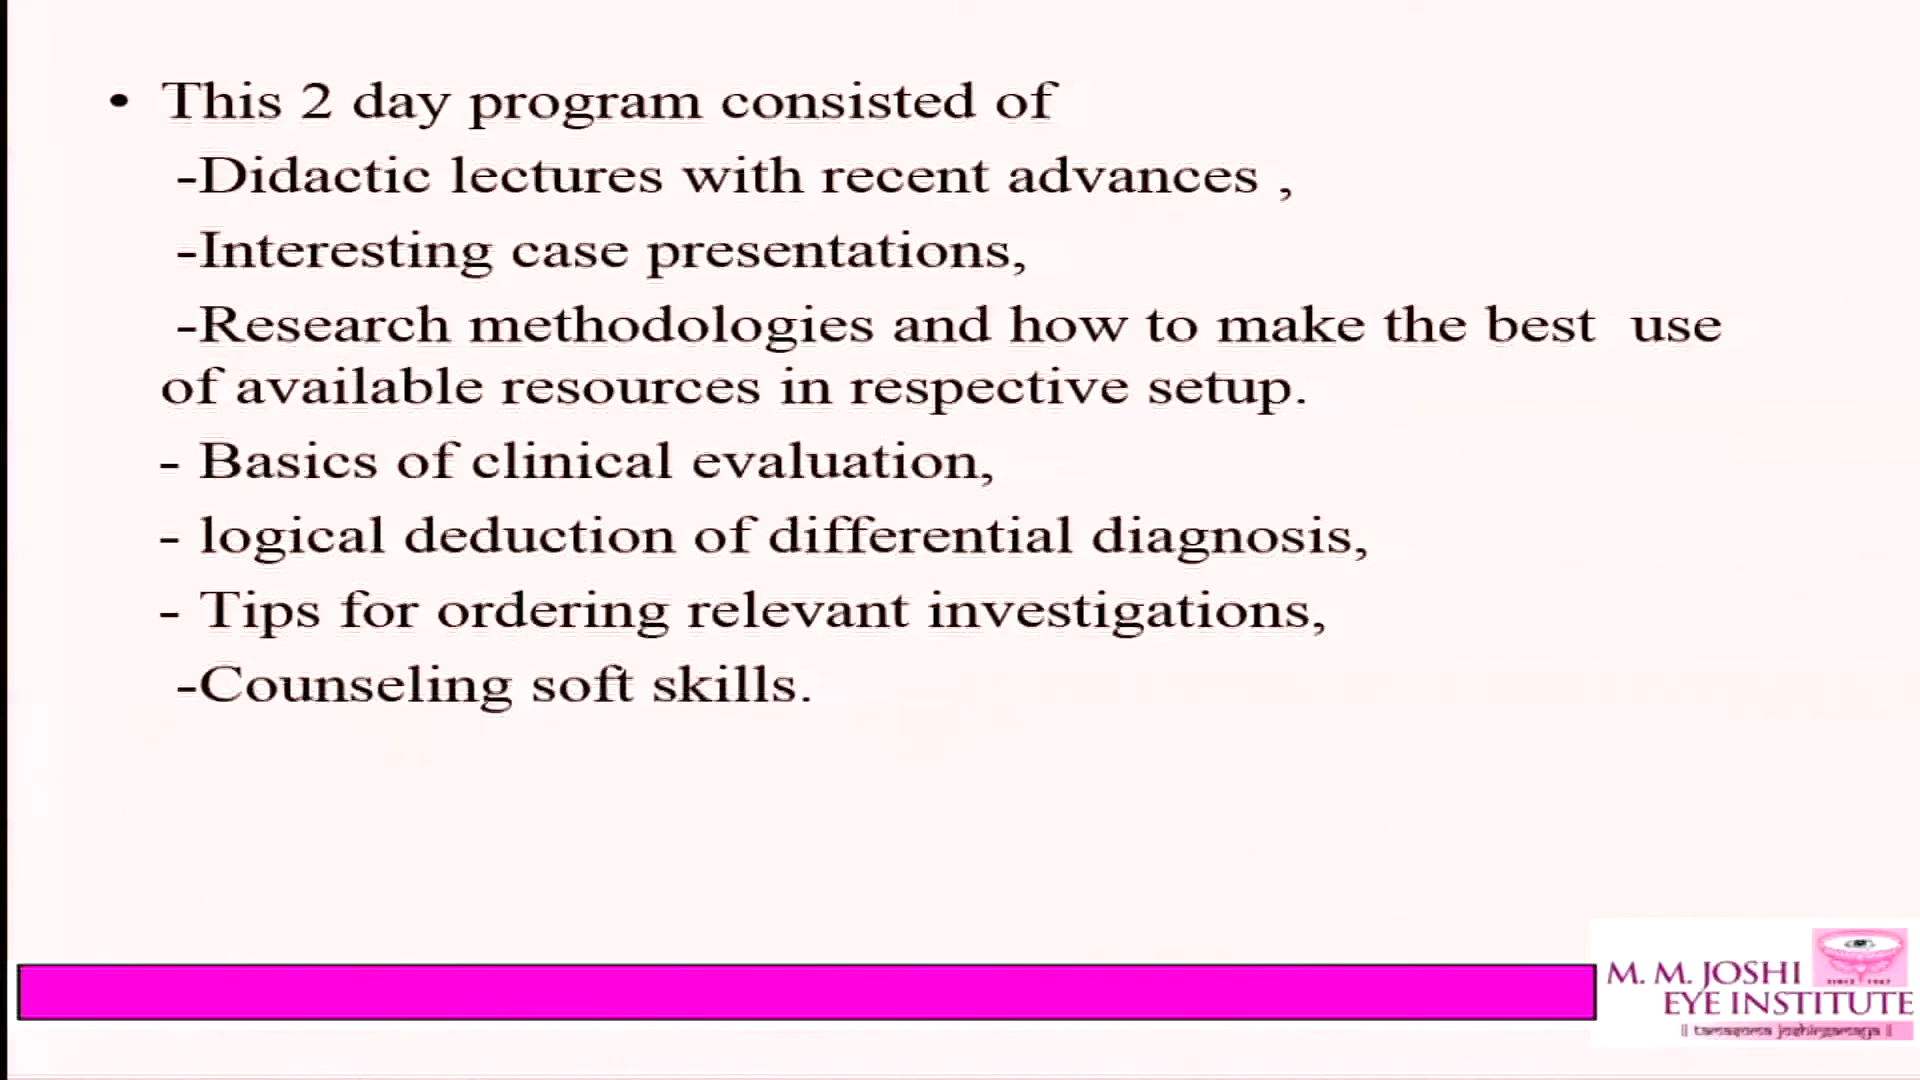 • This 2 day program consisted of
-Didactic lectures with recent advances ,
-Interesting case presentations,
-Research methodologies and how to make the best use
of available resources in respective setup.
- Basics of clinical evaluation,
- logical deduction of differential diagnosis,
- Tips for ordering relevant investigations,
-Counseling soft skills.
M. M. JOSHI
EYE INSTITUTE